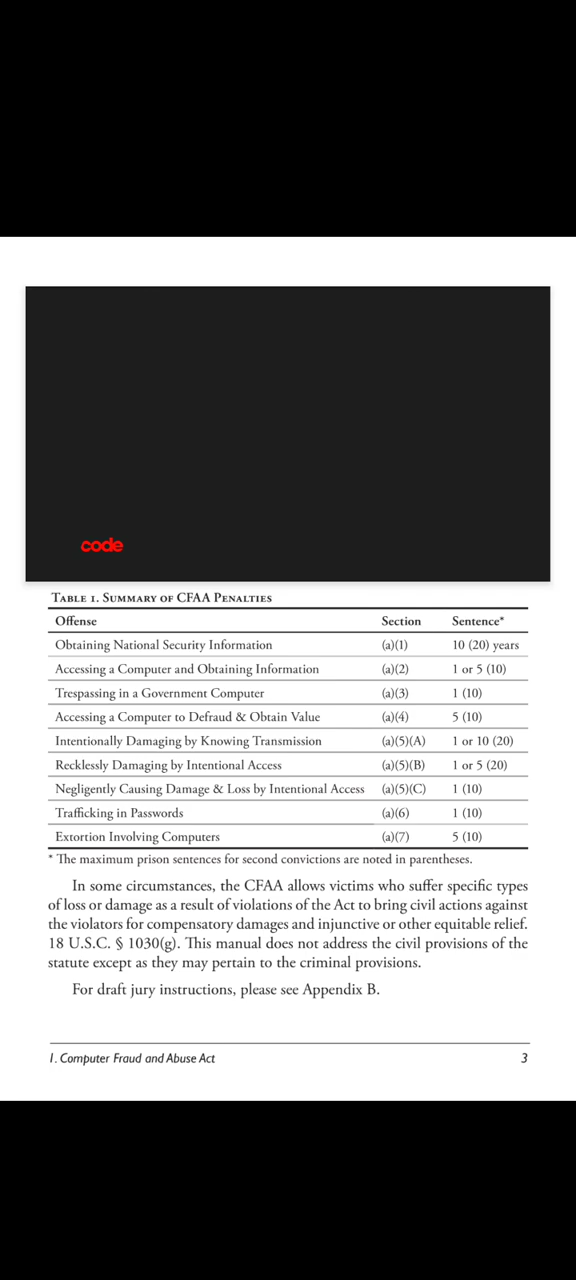 code
TABLE 1. SUMMARY OF CFAA PENALTIES
Offense Section Sentence*
Obtaining National Security Information (a)(1) 10 (20) years
Accessing a Computer and Obtaining Information (a)(2) 1 or 5 (10)
Trespassing in a Government Computer (a)(3) 1 (10)
Accessing a Computer to Defraud & Obtain Value (a)(4) 5 (10)
Intentionally Damaging by Knowing Transmission (a)(5)(A) 1 or 10 (20)
Recklessly Damaging by Intentional Access (a)(5)(B) 1 or 5 (20)
Negligently Causing Damage & Loss by Intentional Access (a)(5)(C) 1 (10)
Trafficking in Passwords (a)(6) 1 (10)
Extortion Involving Computers (a)(7) 5 (10)
* The maximum prison sentences for second convictions are noted in parentheses.
In some circumstances, the CFAA allows victims who suffer specific types
of loss or damage as a result of violations of the Act to bring civil actions against
the violators for compensatory damages and injunctive or other equitable relief.
18 U.S.C. § 1030(g). This manual does not address the civil provisions of the
statute except as they may pertain to the criminal provisions.
For draft jury instructions, please see Appendix B.
1. Computer Fraud and Abuse Act 3